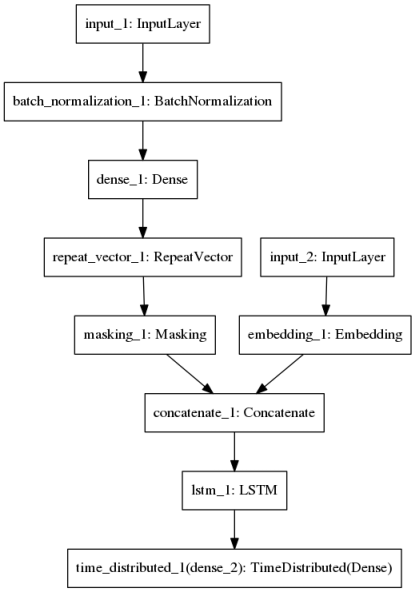 input_1: InputLayer
batch_normalization_1: BatchNormalization
dense_1: Dense
repeat_vector_1: RepeatVector
input_2: InputLayer
masking_1: Masking
embedding_1: Embedding
concatenate_1: Concatenate
lstm_1: LSTM
time_distributed_1(dense_2): TimeDistributed(Dense)